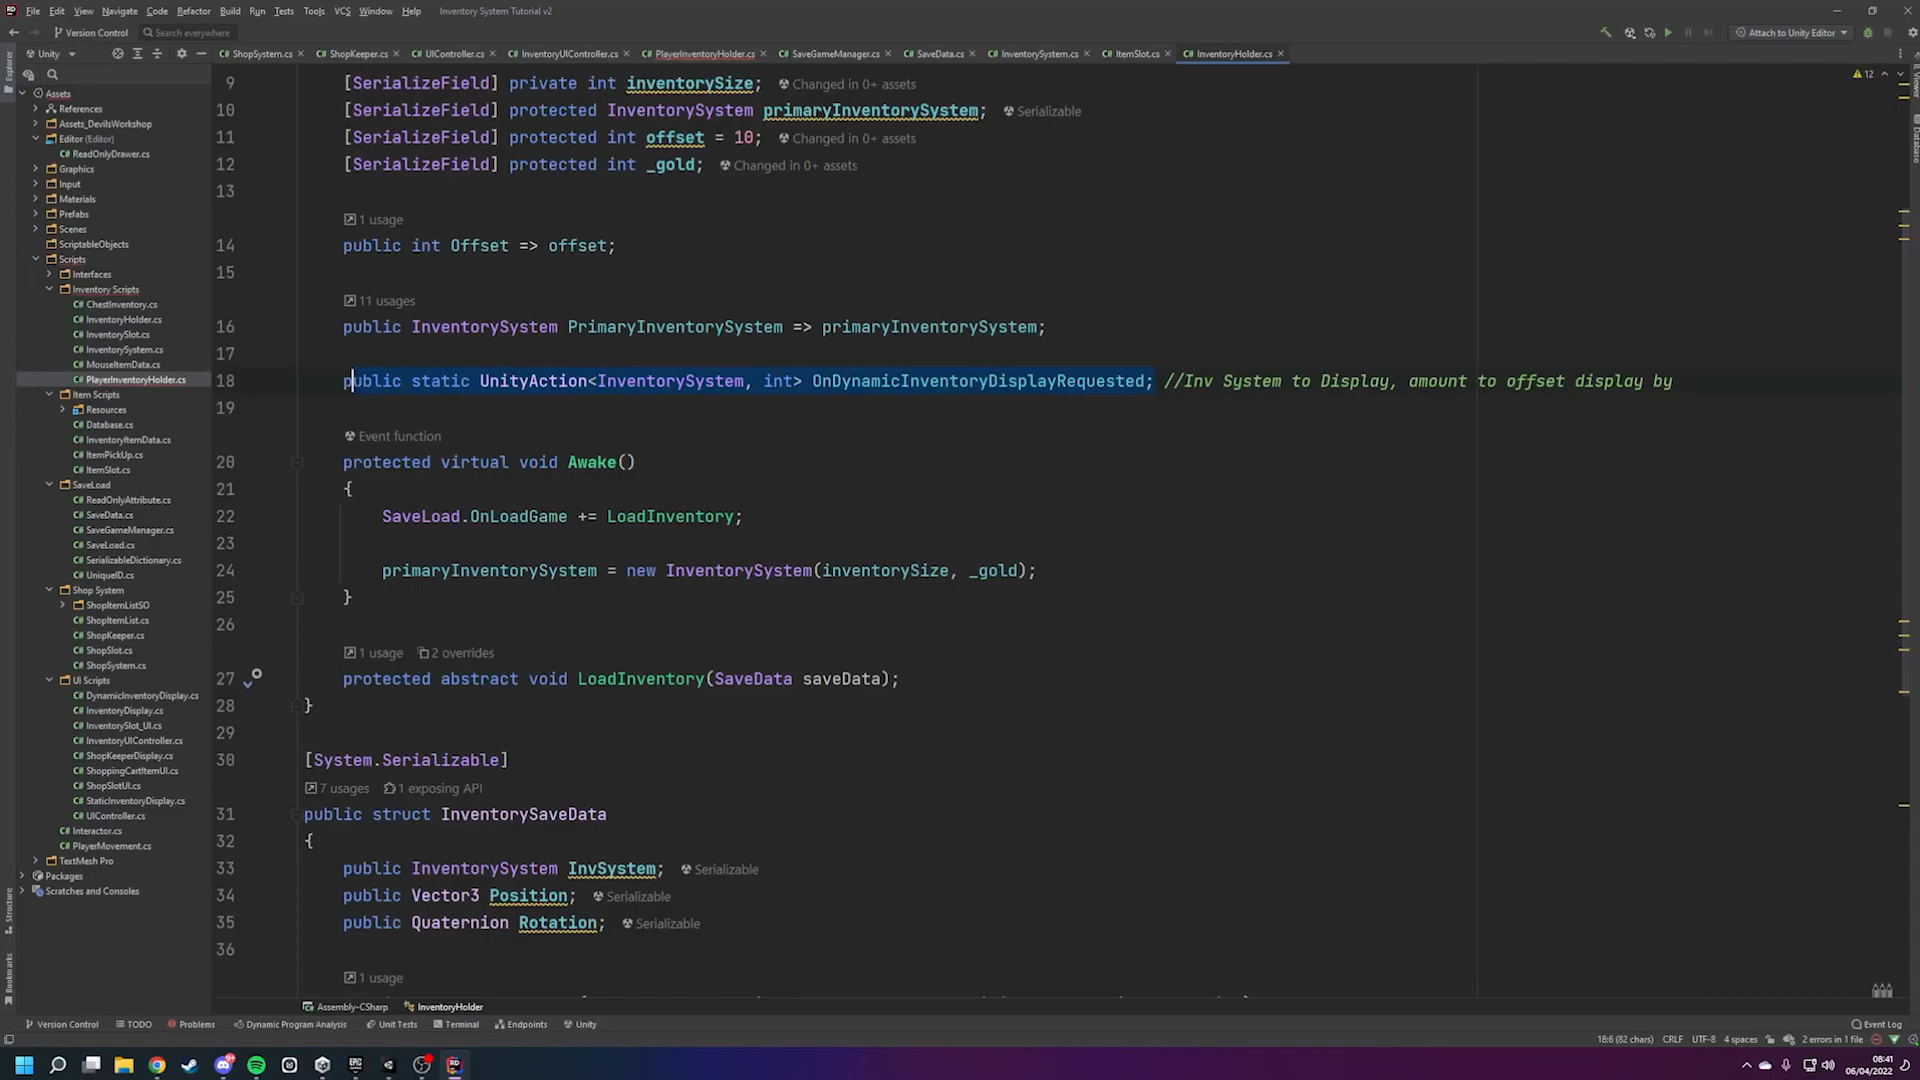 File Edit View Navigate Code Refactor Build Run Tests Tools VCS Window Help Inventory System Tutorial v2
Version Control Search everywhere Attach to Unity Editor
Unity ShopSystem.cs ShopKeeper.cs UIController.cs InventoryUIController.cs PlayerInventoryHolder.cs SaveGameManager.cs SaveData.cs InventorySystem.cs ItemSlot.cs InventoryHolder.cs
Explorer
Assets
References
Assets_DevilsWorkshop
Editor (Editor)
ReadOnlyDrawer.cs
Graphics
Input
Materials
Prefabs
Scenes
ScriptableObjects
Scripts
Interfaces
Inventory Scripts
ChestInventory.cs
InventoryHolder.cs
InventorySlot.cs
InventorySystem.cs
MouseItemData.cs
PlayerInventoryHolder.cs
Item Scripts
Resources
Database.cs
InventoryItemData.cs
ItemPickUp.cs
ItemSlot.cs
SaveLoad
ReadOnlyAttribute.cs
SaveData.cs
SaveGameManager.cs
SaveLoad.cs
SerializableDictionary.cs
UniqueID.cs
Shop System
ShopItemListSO
ShopItemList.cs
ShopKeeper.cs
ShopSlot.cs
ShopSystem.cs
UI Scripts
DynamicInventoryDisplay.cs
InventoryDisplay.cs
InventorySlot_UI.cs
InventoryUIController.cs
ShopKeeperDisplay.cs
ShoppingCartItemUI.cs
ShopSlotUI.cs
StaticInventoryDisplay.cs
UIController.cs
Interactor.cs
PlayerMovement.cs
TextMesh Pro
Packages
Scratches and Consoles
Structure
Bookmarks
9 [SerializeField] private int inventorySize; Changed in 0+ assets
10 [SerializeField] protected InventorySystem primaryInventorySystem; Serializable
11 [SerializeField] protected int offset = 10; Changed in 0+ assets
12 [SerializeField] protected int _gold; Changed in 0+ assets
13
1 usage
14 public int Offset => offset;
15
11 usages
16 public InventorySystem PrimaryInventorySystem => primaryInventorySystem;
17
18 public static UnityAction<InventorySystem, int> OnDynamicInventoryDisplayRequested; //Inv System to Display, amount to offset display by
19
Event function
20 protected virtual void Awake()
21 {
22 SaveLoad.OnLoadGame += LoadInventory;
23
24 primaryInventorySystem = new InventorySystem(inventorySize, _gold);
25 }
26
1 usage 2 overrides
27 protected abstract void LoadInventory(SaveData saveData);
28 }
29
30 [System.Serializable]
7 usages 1 exposing API
31 public struct InventorySaveData
32 {
33 public InventorySystem InvSystem; Serializable
34 public Vector3 Position; Serializable
35 public Quaternion Rotation; Serializable
36
1 usage
12
IL Viewer
Database
Assembly-CSharp InventoryHolder
Version Control TODO Problems Dynamic Program Analysis Unit Tests Terminal Endpoints Unity Event Log
18:6 (82 chars) CRLF UTF-8 4 spaces 2 errors in 1 file
08:41
06/04/2022